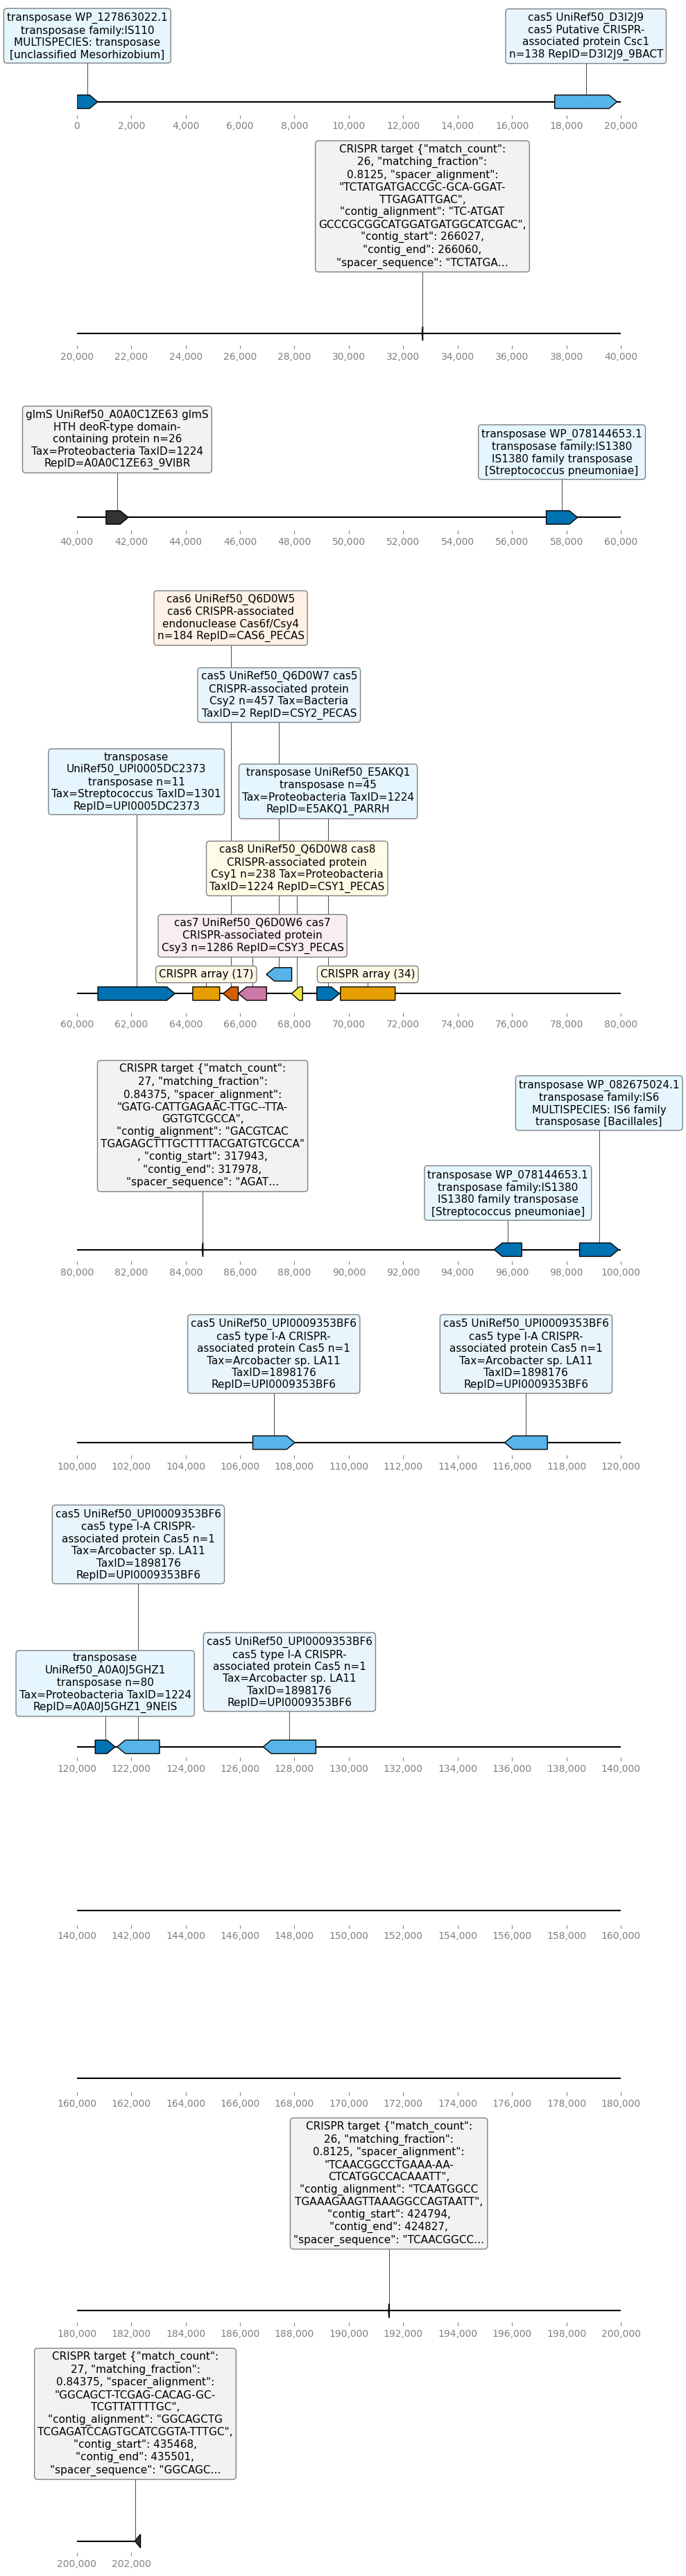 transposase WP_127863022.1
transposase family:IS110
MULTISPECIES: transposase
[unclassified Mesorhizobium]
cas5 UniRef50_D3I2J9
cas5 Putative CRISPR-
associated protein Csc1
n=138 RepID=D3I2J9_9BACT
0 2,000 4,000 6,000 8,000 10,000 12,000 14,000 16,000 18,000 20,000
CRISPR target {"match_count":
26, "matching_fraction":
0.8125, "spacer_alignment":
"TCTATGATGACCGC-GCA-GGAT-
TTGAGATTGAC",
"contig_alignment": "TC-ATGAT
GCCCGCGGCATGGATGATGGCATCGAC",
"contig_start": 266027,
"contig_end": 266060,
"spacer_sequence": "TCTATGA...
20,000 22,000 24,000 26,000 28,000 30,000 32,000 34,000 36,000 38,000 40,000
glmS UniRef50_A0A0C1ZE63 glmS
HTH deoR-type domain-
containing protein n=26
Tax=Proteobacteria TaxID=1224
RepID=A0A0C1ZE63_9VIBR
transposase WP_078144653.1
transposase family:IS1380
IS1380 family transposase
[Streptococcus pneumoniae]
40,000 42,000 44,000 46,000 48,000 50,000 52,000 54,000 56,000 58,000 60,000
cas6 UniRef50_Q6D0W5
cas6 CRISPR-associated
endonuclease Cas6f/Csy4
n=184 RepID=CAS6_PECAS
cas5 UniRef50_Q6D0W7 cas5
CRISPR-associated protein
Csy2 n=457 Tax=Bacteria
TaxID=2 RepID=CSY2_PECAS
transposase
UniRef50_UPI0005DC2373
transposase n=11
Tax=Streptococcus TaxID=1301
RepID=UPI0005DC2373
transposase UniRef50_E5AKQ1
transposase n=45
Tax=Proteobacteria TaxID=1224
RepID=E5AKQ1_PARRH
cas8 UniRef50_Q6D0W8 cas8
CRISPR-associated protein
Csy1 n=238 Tax=Proteobacteria
TaxID=1224 RepID=CSY1_PECAS
cas7 UniRef50_Q6D0W6 cas7
CRISPR-associated protein
Csy3 n=1286 RepID=CSY3_PECAS
CRISPR array (17)
CRISPR array (34)
60,000 62,000 64,000 66,000 68,000 70,000 72,000 74,000 76,000 78,000 80,000
CRISPR target {"match_count":
27, "matching_fraction":
0.84375, "spacer_alignment":
"GATG-CATTGAGAAC-TTGC--TTA-
GGTGTCGCCA",
"contig_alignment": "GACGTCAC
TGAGAGCTTTGCTTTTACGATGTCGCCA"
, "contig_start": 317943,
"contig_end": 317978,
"spacer_sequence": "AGAT...
transposase WP_082675024.1
transposase family:IS6
MULTISPECIES: IS6 family
transposase [Bacillales]
transposase WP_078144653.1
transposase family:IS1380
IS1380 family transposase
[Streptococcus pneumoniae]
80,000 82,000 84,000 86,000 88,000 90,000 92,000 94,000 96,000 98,000 100,000
cas5 UniRef50_UPI0009353BF6
cas5 type I-A CRISPR-
associated protein Cas5 n=1
Tax=Arcobacter sp. LA11
TaxID=1898176
RepID=UPI0009353BF6
cas5 UniRef50_UPI0009353BF6
cas5 type I-A CRISPR-
associated protein Cas5 n=1
Tax=Arcobacter sp. LA11
TaxID=1898176
RepID=UPI0009353BF6
100,000 102,000 104,000 106,000 108,000 110,000 112,000 114,000 116,000 118,000 120,000
cas5 UniRef50_UPI0009353BF6
cas5 type I-A CRISPR-
associated protein Cas5 n=1
Tax=Arcobacter sp. LA11
TaxID=1898176
RepID=UPI0009353BF6
transposase
UniRef50_A0A0J5GHZ1
transposase n=80
Tax=Proteobacteria TaxID=1224
RepID=A0A0J5GHZ1_9NEIS
cas5 UniRef50_UPI0009353BF6
cas5 type I-A CRISPR-
associated protein Cas5 n=1
Tax=Arcobacter sp. LA11
TaxID=1898176
RepID=UPI0009353BF6
120,000 122,000 124,000 126,000 128,000 130,000 132,000 134,000 136,000 138,000 140,000
140,000 142,000 144,000 146,000 148,000 150,000 152,000 154,000 156,000 158,000 160,000
160,000 162,000 164,000 166,000 168,000 170,000 172,000 174,000 176,000 178,000 180,000
CRISPR target {"match_count":
26, "matching_fraction":
0.8125, "spacer_alignment":
"TCAACGGCCTGAAA-AA-
CTCATGGCCACAAATT",
"contig_alignment": "TCAATGGCC
TGAAAGAAGTTAAAGGCCAGTAATT",
"contig_start": 424794,
"contig_end": 424827,
"spacer_sequence": "TCAACGGCC...
180,000 182,000 184,000 186,000 188,000 190,000 192,000 194,000 196,000 198,000 200,000
CRISPR target {"match_count":
27, "matching_fraction":
0.84375, "spacer_alignment":
"GGCAGCT-TCGAG-CACAG-GC-
TCGTTATTTTGC",
"contig_alignment": "GGCAGCTG
TCGAGATCCAGTGCATCGGTA-TTTGC",
"contig_start": 435468,
"contig_end": 435501,
"spacer_sequence": "GGCAGC...
200,000 202,000